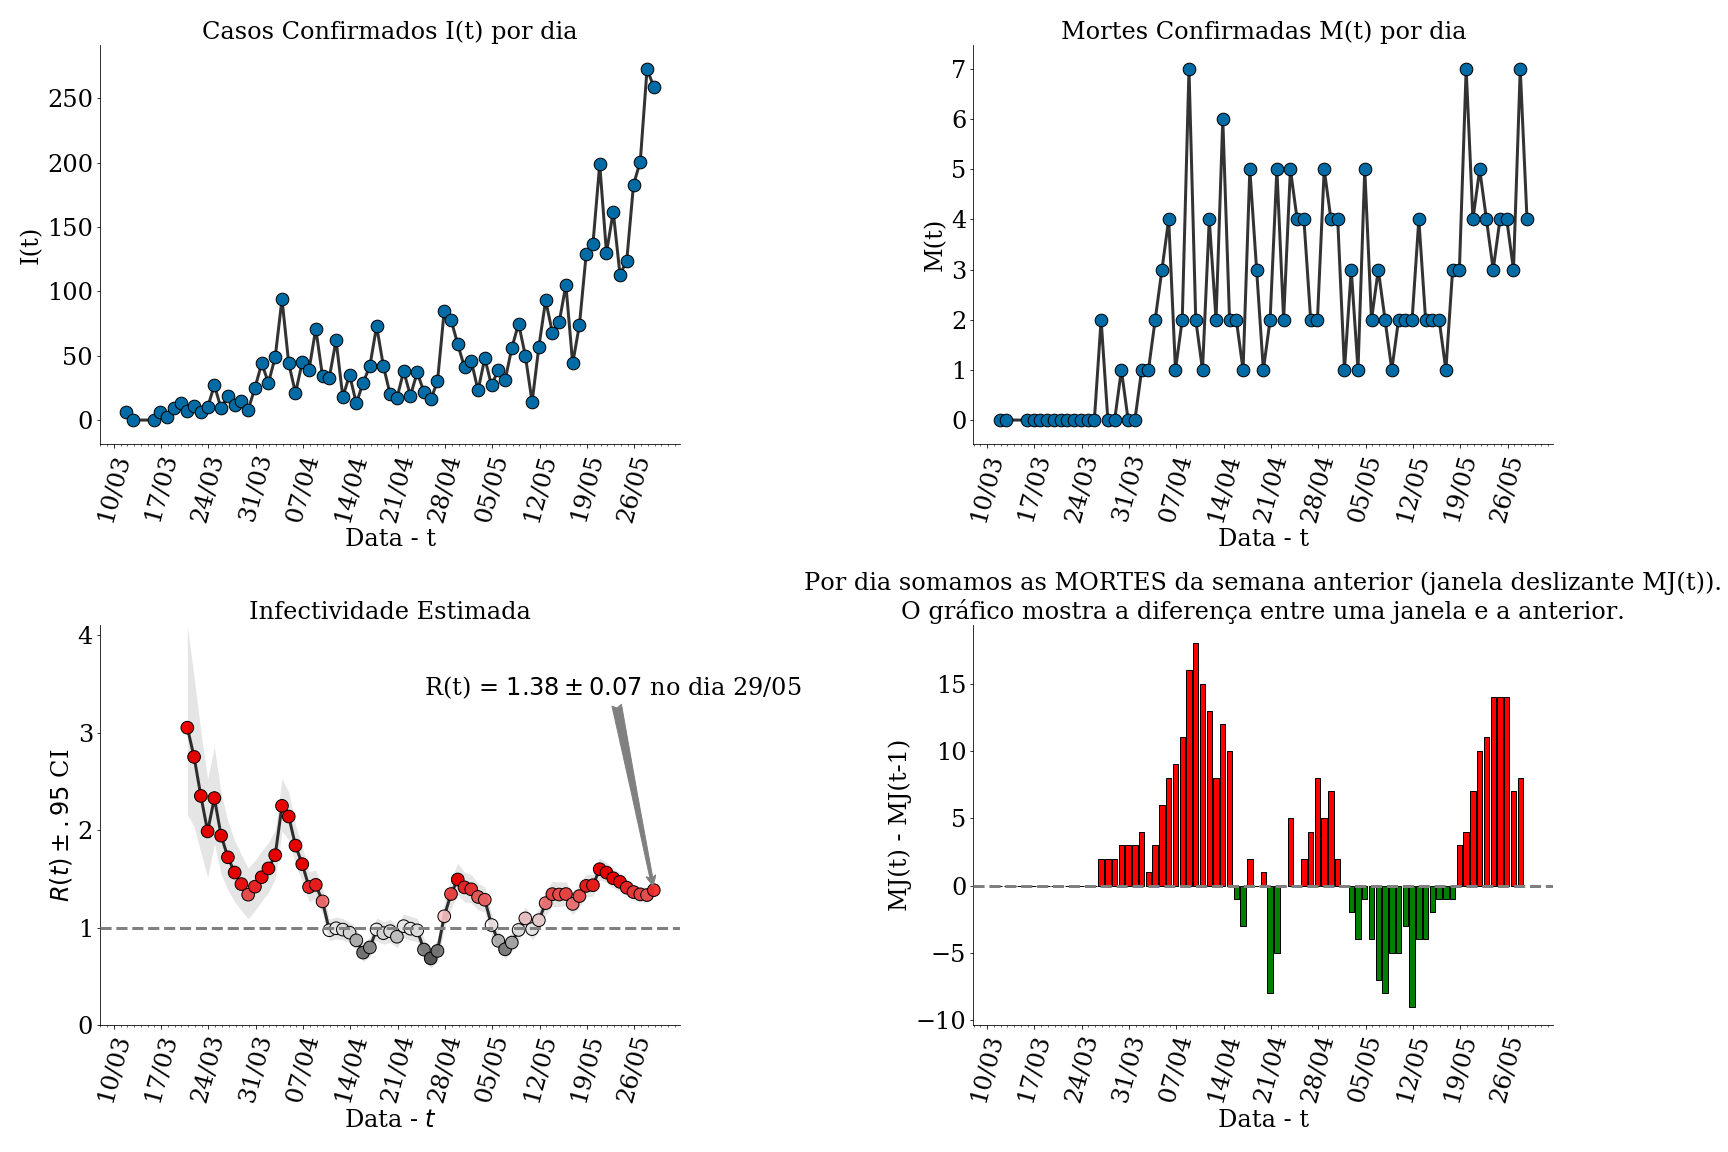 Casos Confirmados I(t) por dia
I(t)
250
200
150
100
50
0
10/03 17/03 24/03 31/03 07/04 14/04 21/04 28/04 05/05 12/05 19/05 26/05
Data - t
Mortes Confirmadas M(t) por dia
M(t)
7
6
5
4
3
2
1
0
10/03 17/03 24/03 31/03 07/04 14/04 21/04 28/04 05/05 12/05 19/05 26/05
Data - t
Infectividade Estimada
R(t) = 1.38 ± 0.07 no dia 29/05
R(t) ± .95 CI
4
3
2
1
0
10/03 17/03 24/03 31/03 07/04 14/04 21/04 28/04 05/05 12/05 19/05 26/05
Data - t
Por dia somamos as MORTES da semana anterior (janela deslizante MJ(t)).
O gráfico mostra a diferença entre uma janela e a anterior.
MJ(t) - MJ(t-1)
15
10
5
0
−5
−10
10/03 17/03 24/03 31/03 07/04 14/04 21/04 28/04 05/05 12/05 19/05 26/05
Data - t